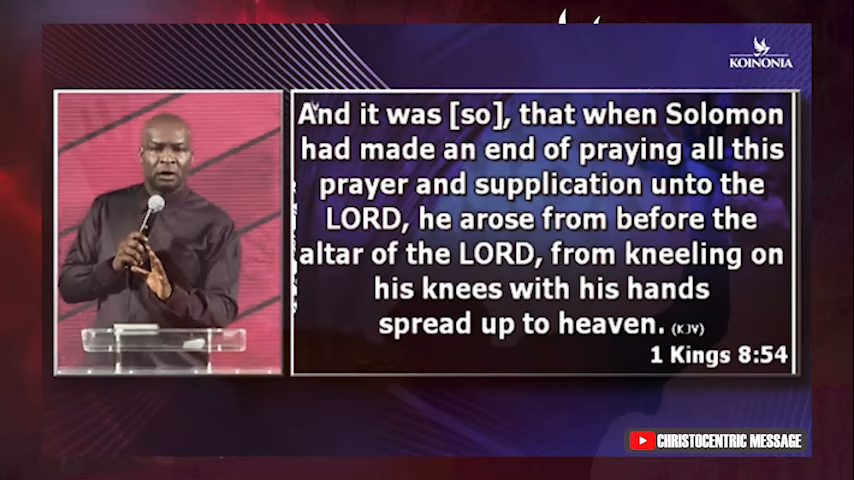 KOINONIA
And it was [so], that when Solomon
had made an end of praying all this
prayer and supplication unto the
LORD, he arose from before the
altar of the LORD, from kneeling on
his knees with his hands
spread up to heaven. (KJV)
1 Kings 8:54
CHRISTOCENTRIC MESSAGE